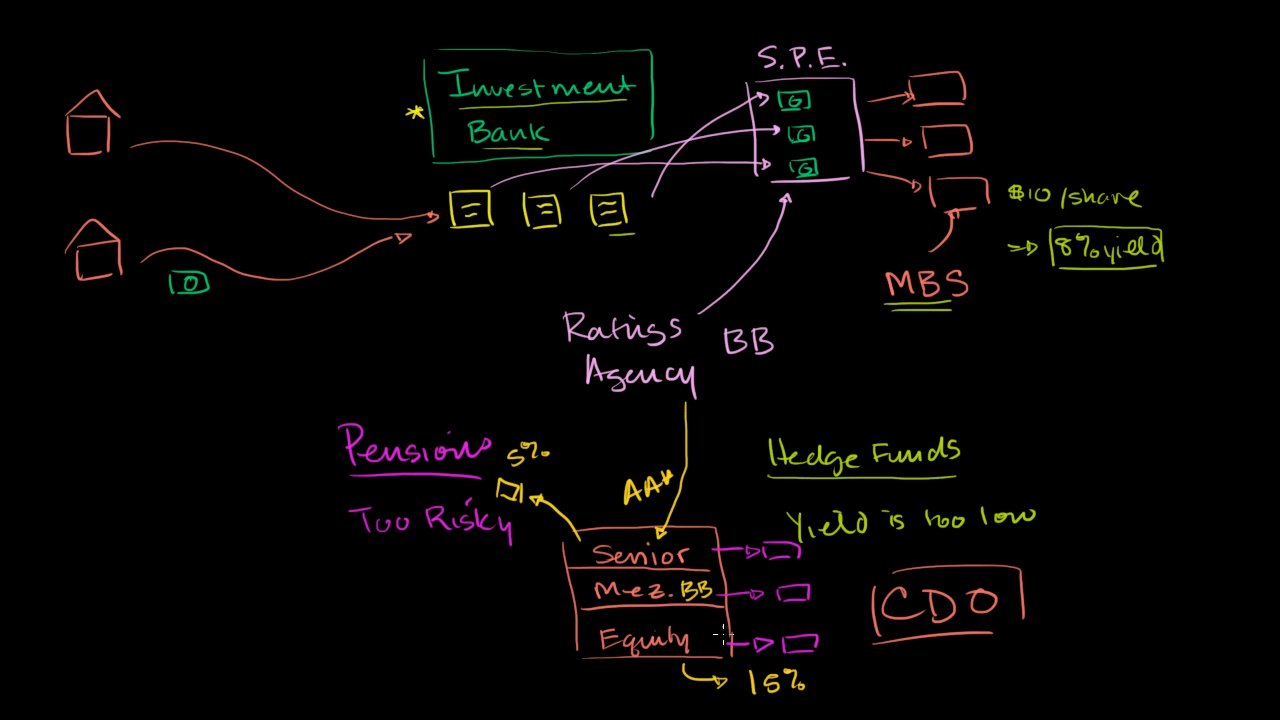 S.P.E.
Investment
Bank
*
G
G
G
$10/share
⇒ 8% yield
MBS
Ratings
Agency
BB
Pensions
5%
Too Risky
AAA
Hedge Funds
Yield is too low
Senior
Mez. BB
Equity
CDO
15%